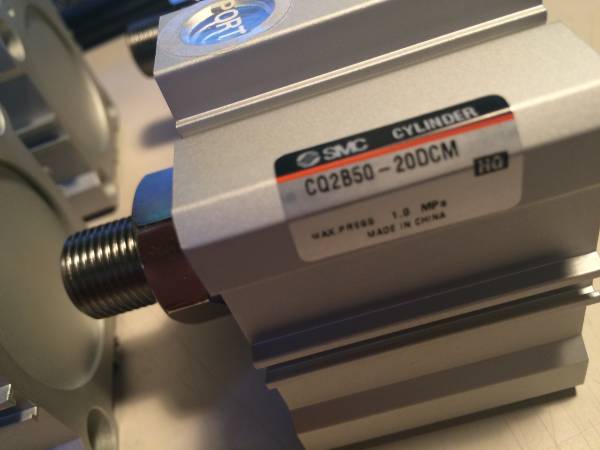 PORT
SMC CYLINDER
CQ2B50-20DCM
HQ
MAX.PRESS 1.0 MPa
MADE IN CHINA